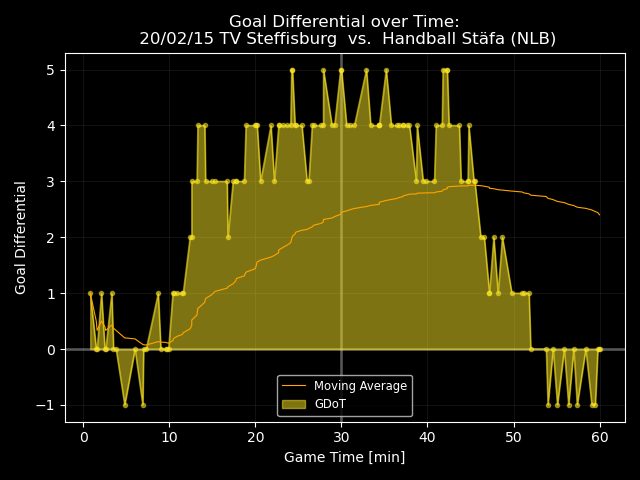 Goal Differential over Time:
20/02/15 TV Steffisburg vs. Handball Stäfa (NLB)
5
4
3
2
1
0
−1
Goal Differential
Moving Average
GDoT
0 10 20 30 40 50 60
Game Time [min]